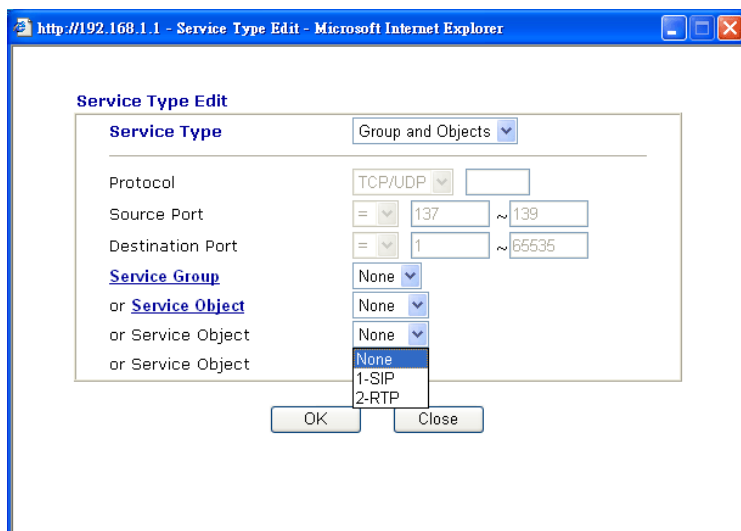 http://192.168.1.1 - Service Type Edit - Microsoft Internet Explorer
Service Type Edit
Service Type Group and Objects
Protocol TCP/UDP
Source Port = 137 ~ 139
Destination Port = 1 ~ 65535
Service Group None
or Service Object None
or Service Object None
or Service Object
None
1-SIP
2-RTP
OK Close